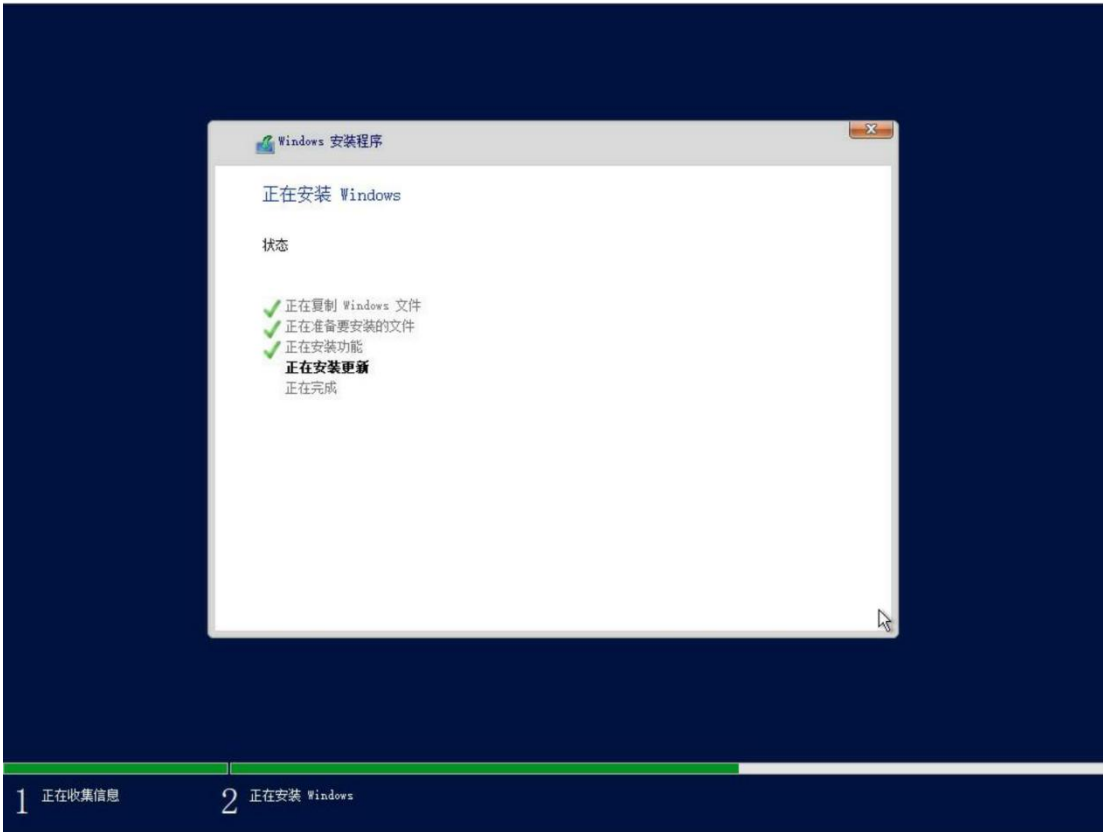 Windows 安装程序
正在安装 Windows
状态
正在复制 Windows 文件
正在准备要安装的文件
正在安装功能
正在安装更新
正在完成
1 正在收集信息
2 正在安装 Windows